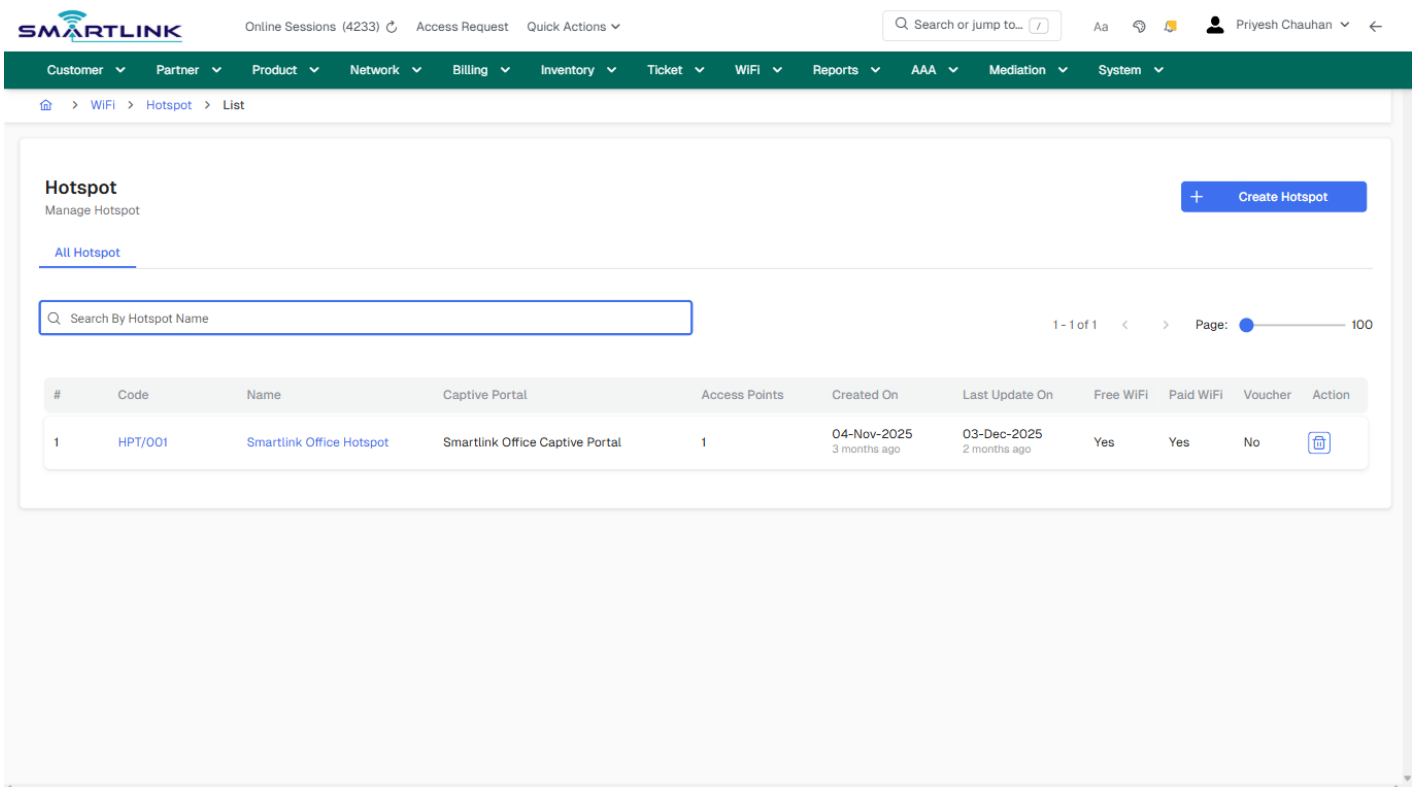 SMARTLINK Online Sessions (4233) Access Request Quick Actions Search or jump to... / Aa Priyesh Chauhan
Customer Partner Product Network Billing Inventory Ticket WiFi Reports AAA Mediation System
> WiFi > Hotspot > List
Hotspot
Manage Hotspot
+ Create Hotspot
All Hotspot
Search By Hotspot Name
1 - 1 of 1 < > Page: 100
# Code Name Captive Portal Access Points Created On Last Update On Free WiFi Paid WiFi Voucher Action
1 HPT/001 Smartlink Office Hotspot Smartlink Office Captive Portal 1 04-Nov-2025 03-Dec-2025 Yes Yes No
3 months ago 2 months ago